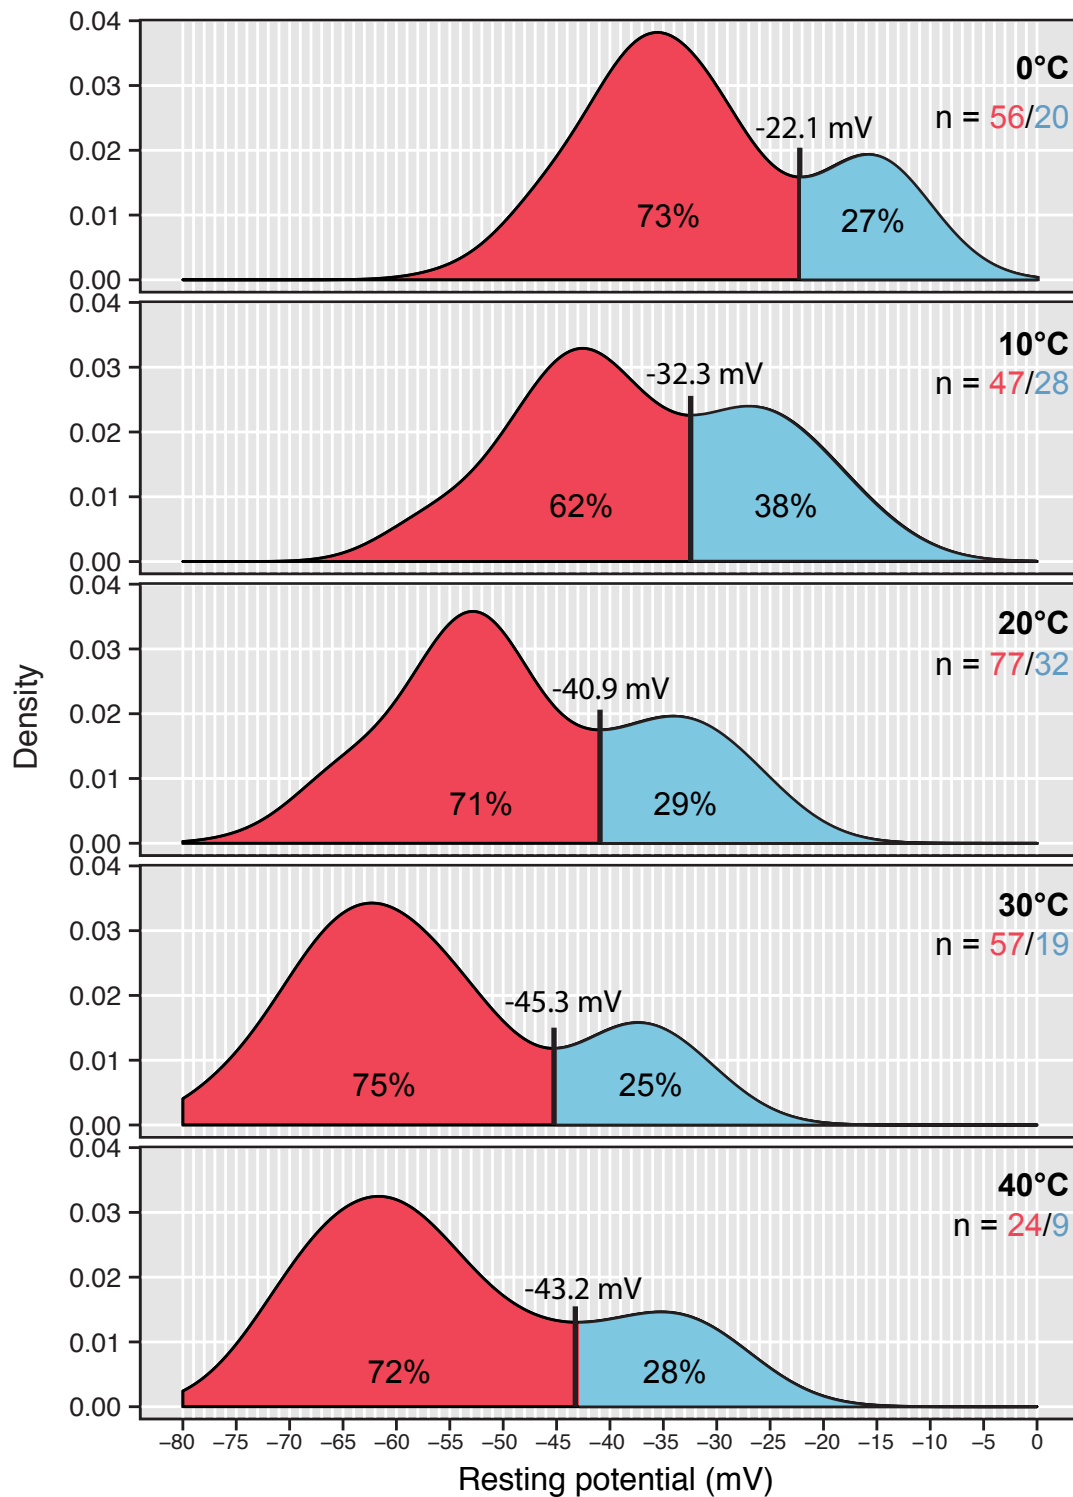 Density
0.04
0.03
0.02
0.01
0.00
0°C
n = 56/20
-22.1 mV
73%
27%
0.04
0.03
0.02
0.01
0.00
10°C
n = 47/28
-32.3 mV
62%
38%
0.04
0.03
0.02
0.01
0.00
20°C
n = 77/32
-40.9 mV
71%
29%
0.04
0.03
0.02
0.01
0.00
30°C
n = 57/19
-45.3 mV
75%
25%
0.04
0.03
0.02
0.01
0.00
40°C
n = 24/9
-43.2 mV
72%
28%
−80 −75 −70 −65 −60 −55 −50 −45 −40 −35 −30 −25 −20 −15 −10 −5 0
Resting potential (mV)